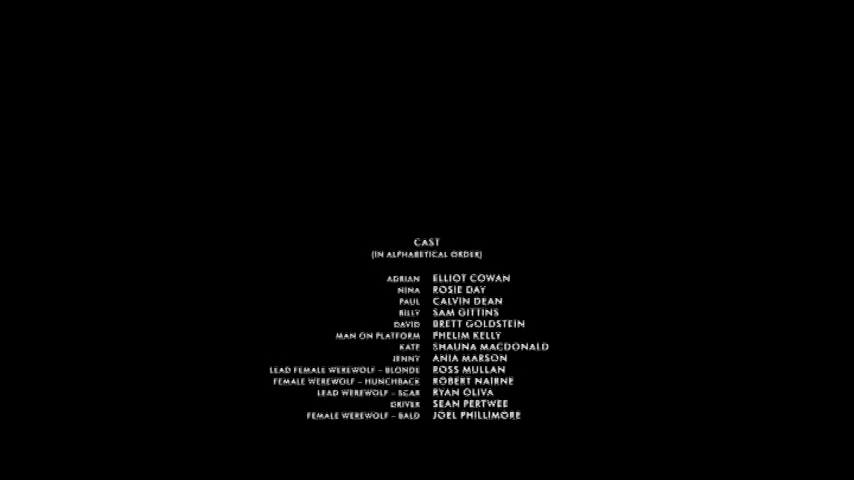 CAST
(IN ALPHABETICAL ORDER)
ADRIAN ELLIOT COWAN
NINA ROSIE DAY
PAUL CALVIN DEAN
BILLY SAM GITTINS
DAVID BRETT GOLDSTEIN
MAN ON PLATFORM PHELIM KELLY
KATE SHAUNA MACDONALD
JENNY ANIA MARSON
LEAD FEMALE WEREWOLF – BLONDE ROSS MULLAN
FEMALE WEREWOLF – HUNCHBACK ROBERT NAIRNE
LEAD WEREWOLF – SCAR RYAN OLIVA
DRIVER SEAN PERTWEE
FEMALE WEREWOLF – BALD JOEL PHILLIMORE